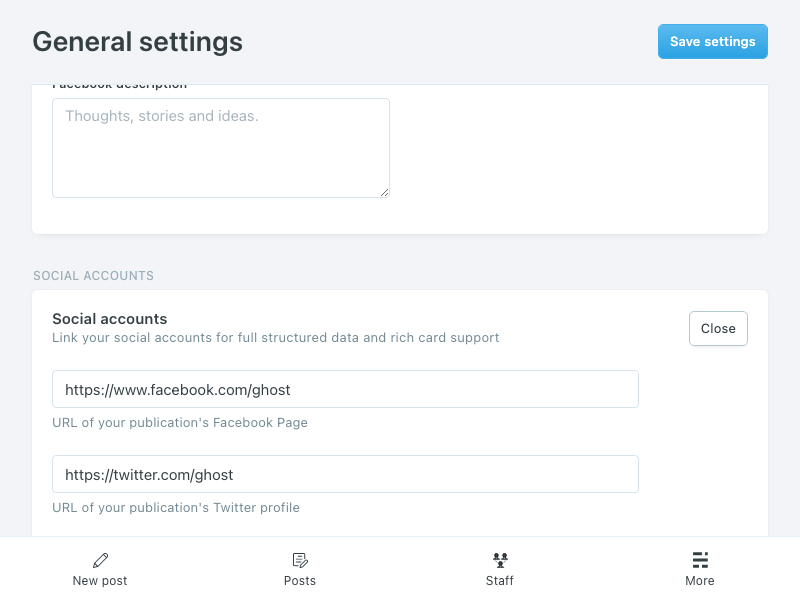 General settings
Save settings
Facebook description
Thoughts, stories and ideas.
SOCIAL ACCOUNTS
Social accounts
Link your social accounts for full structured data and rich card support
Close
https://www.facebook.com/ghost
URL of your publication's Facebook Page
https://twitter.com/ghost
URL of your publication's Twitter profile
New post
Posts
Staff
More